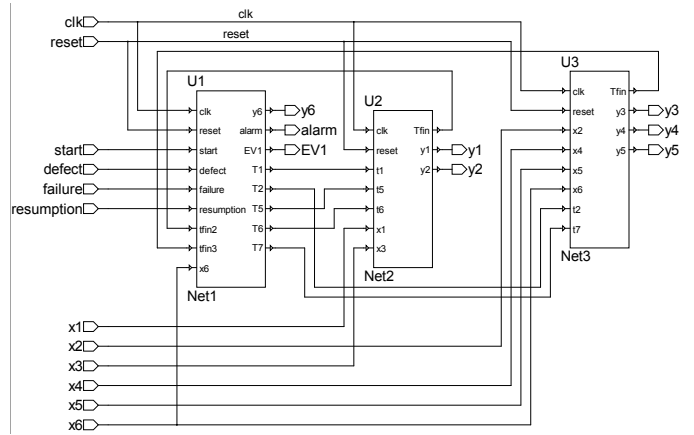 clk
clk
reset
reset
U1
clk
y6
y6
reset
alarm
alarm
start
start
EV1
EV1
defect
defect
T1
failure
failure
T2
resumption
resumption
T5
tfin2
T6
tfin3
T7
x6
Net1
U2
clk
Tfin
reset
y1
y1
t1
y2
y2
t5
t6
x1
x3
Net2
U3
clk
Tfin
reset
y3
y3
x2
y4
y4
x4
y5
y5
x5
x6
t2
t7
Net3
x1
x2
x3
x4
x5
x6